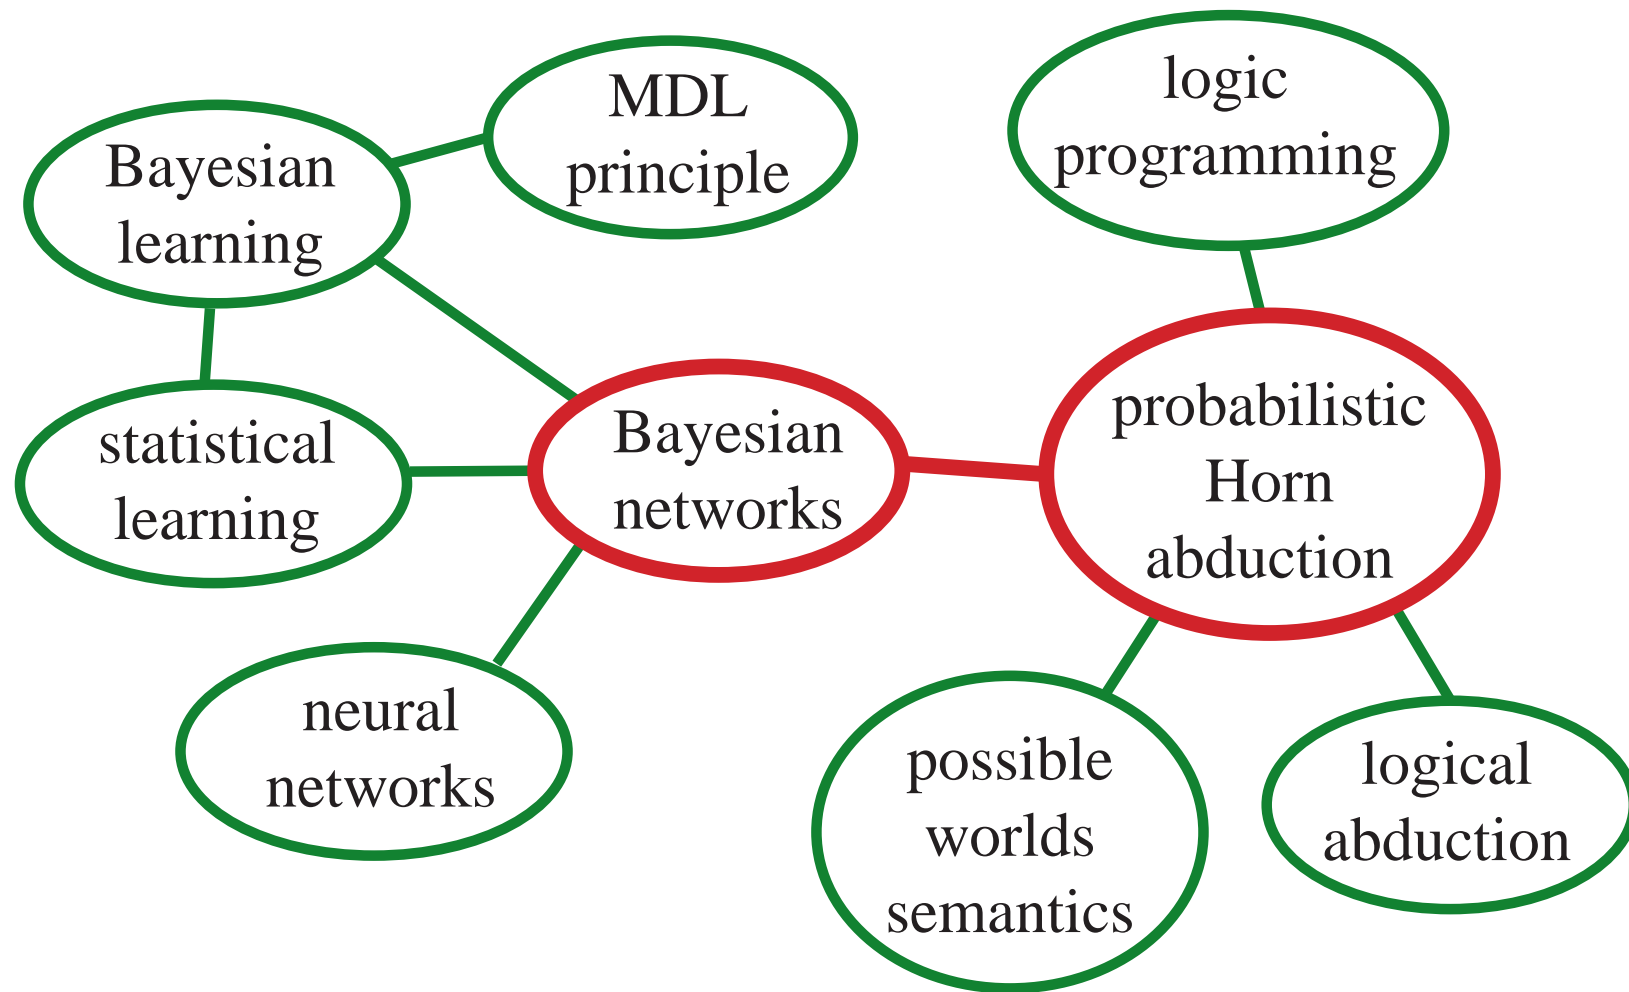 MDL
principle
logic
programming
Bayesian
learning
statistical
learning
Bayesian
networks
probabilistic
Horn
abduction
neural
networks
possible
worlds
semantics
logical
abduction